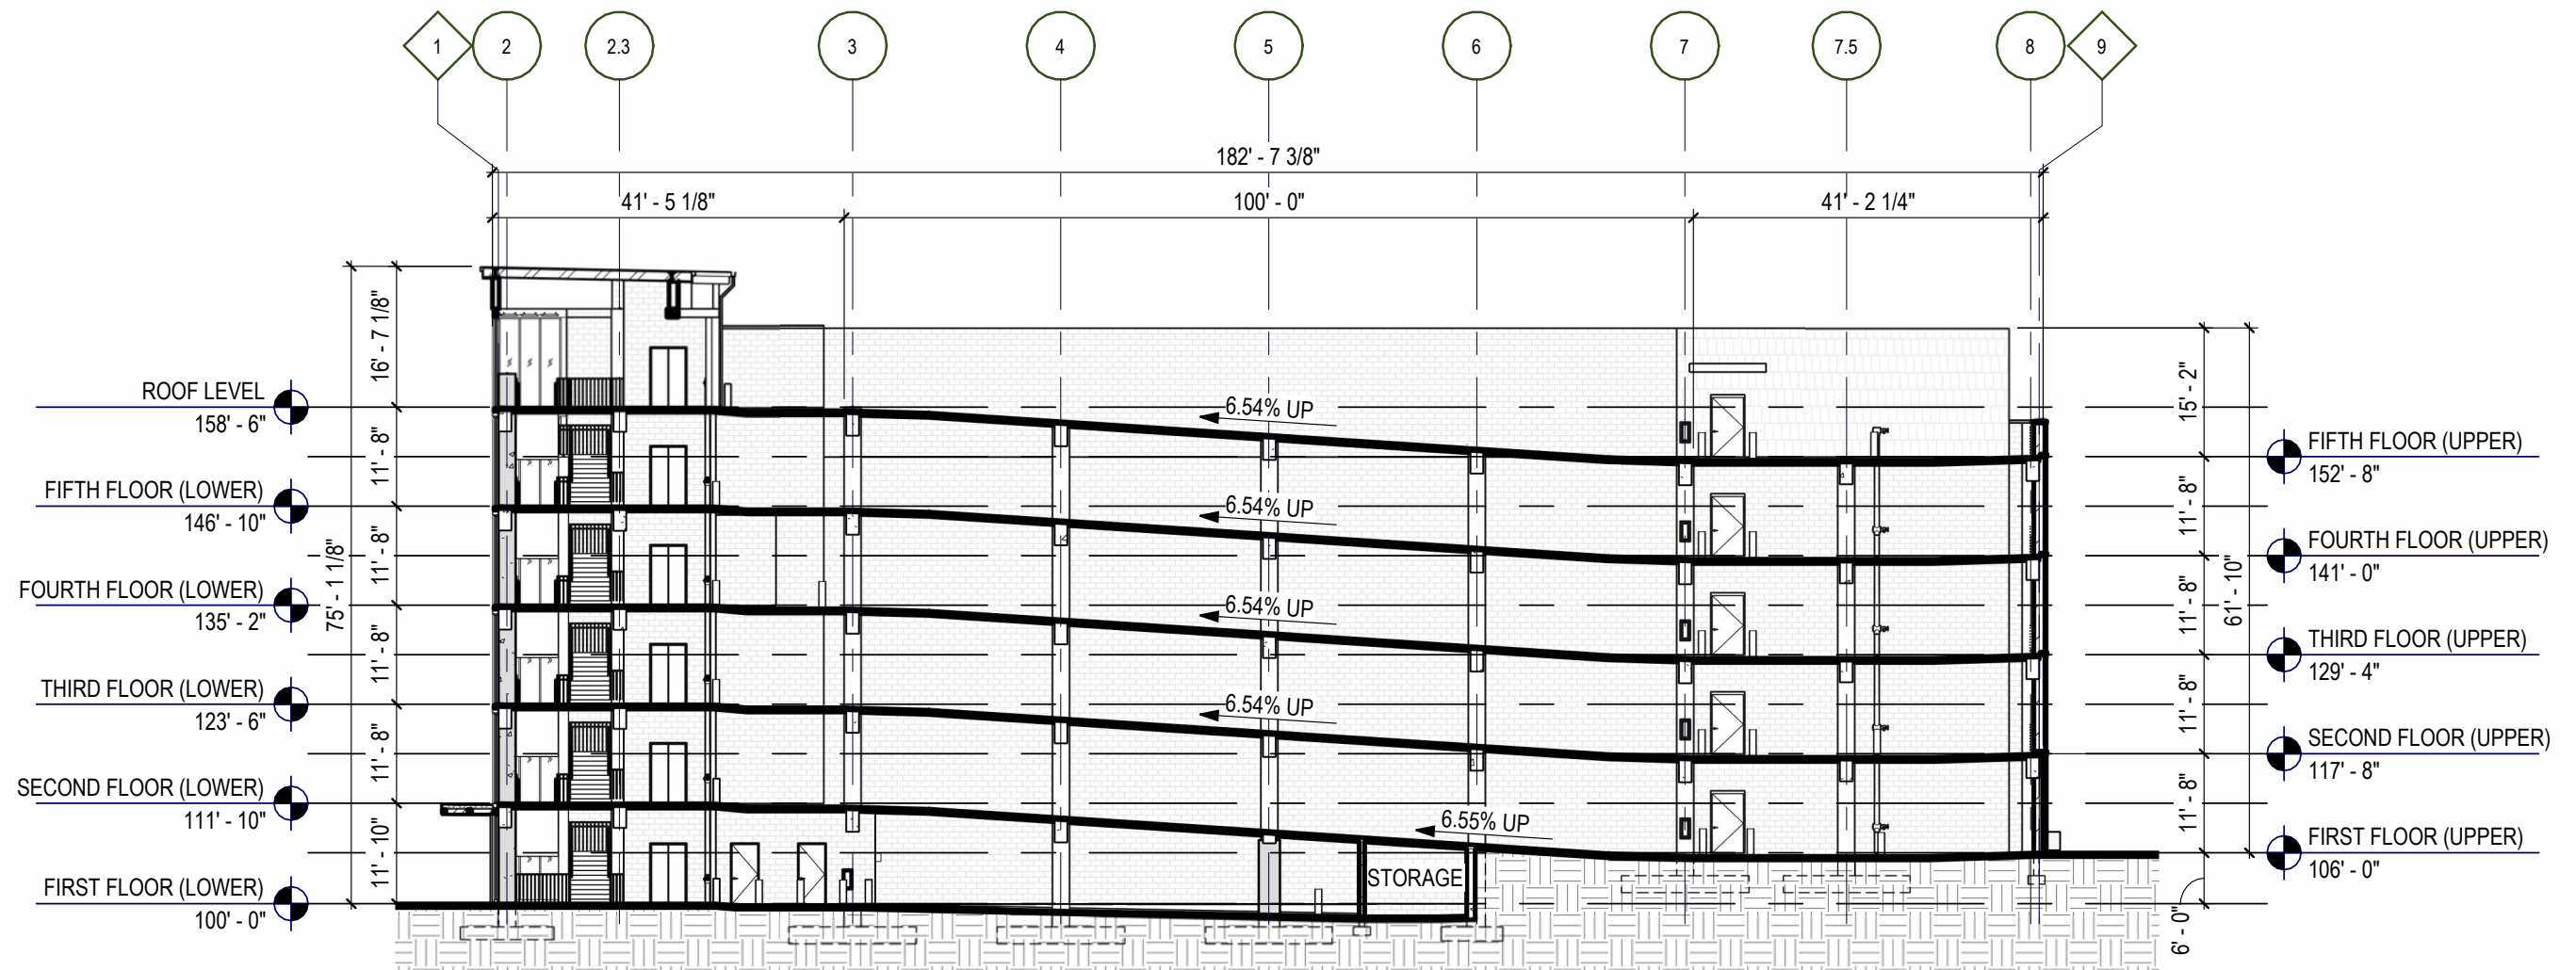 1
2
2.3
3
4
5
6
7
7.5
8
9
182' - 7 3/8"
41' - 5 1/8"
100' - 0"
41' - 2 1/4"
16' - 7 1/8"
ROOF LEVEL
158' - 6"
11' - 8"
FIFTH FLOOR (LOWER)
146' - 10"
75' - 1 1/8"
11' - 8"
FOURTH FLOOR (LOWER)
135' - 2"
11' - 8"
THIRD FLOOR (LOWER)
123' - 6"
11' - 8"
SECOND FLOOR (LOWER)
111' - 10"
11' - 10"
FIRST FLOOR (LOWER)
100' - 0"
6.54% UP
6.54% UP
6.54% UP
6.54% UP
6.55% UP
STORAGE
15' - 2"
FIFTH FLOOR (UPPER)
152' - 8"
11' - 8"
FOURTH FLOOR (UPPER)
141' - 0"
61' - 10"
11' - 8"
THIRD FLOOR (UPPER)
129' - 4"
11' - 8"
SECOND FLOOR (UPPER)
117' - 8"
11' - 8"
FIRST FLOOR (UPPER)
106' - 0"
6' - 0"